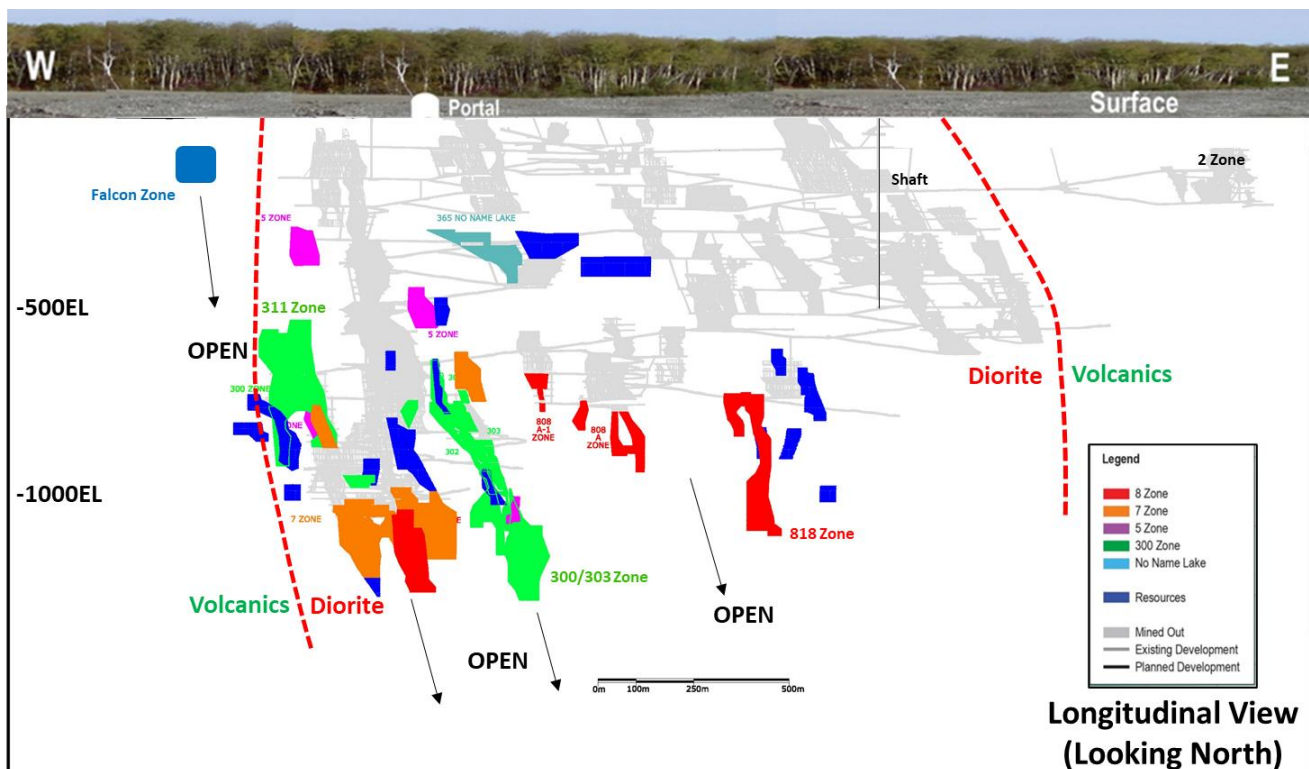 W
E
Portal
Surface
2 Zone
Shaft
Falcon Zone
5 ZONE
365 NO NAME LAKE
-500EL
311 Zone
5 ZONE
OPEN
Diorite
Volcanics
300 ZONE
808
A-1
ZONE
808
A
ZONE
303
302
Legend
8 Zone
7 Zone
5 Zone
300 Zone
No Name Lake
Resources
Mined Out
Existing Development
Planned Development
-1000EL
7 ZONE
818 Zone
300/303 Zone
Volcanics
Diorite
OPEN
OPEN
0m
100m
250m
500m
Longitudinal View
(Looking North)